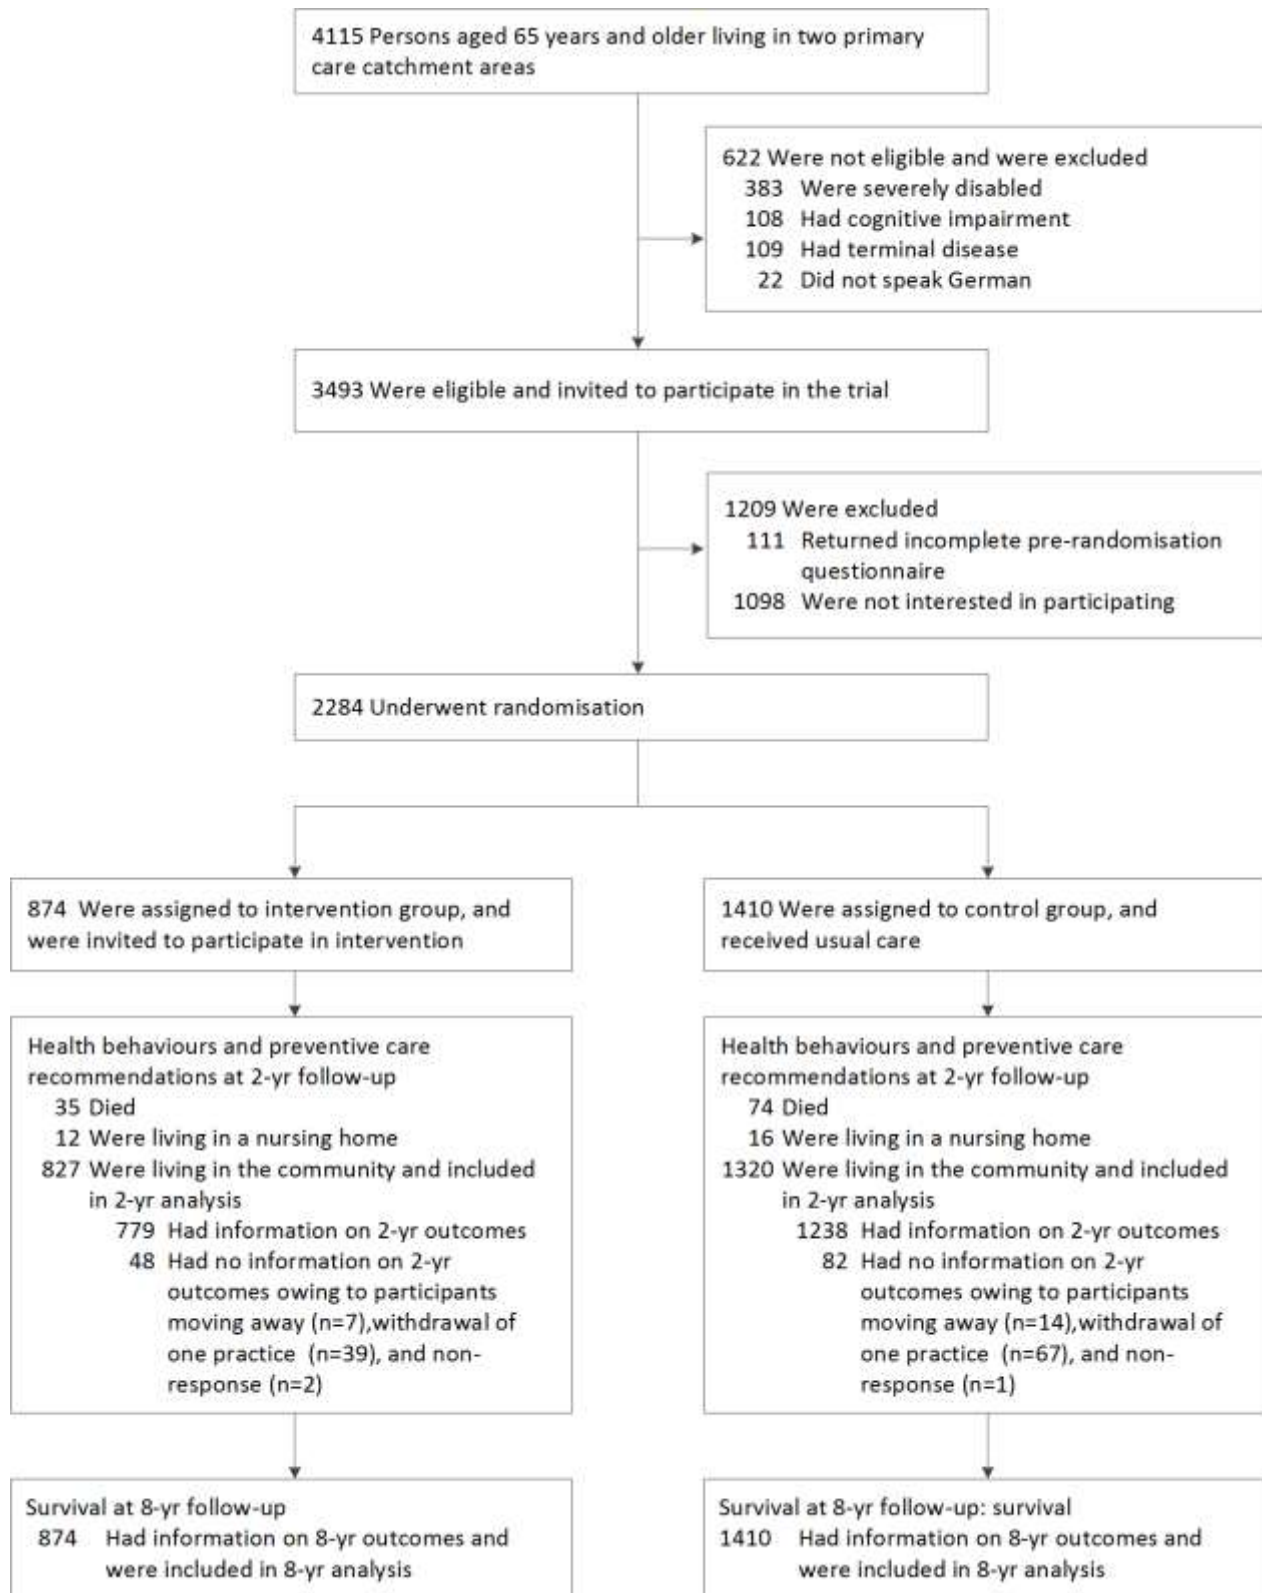 4115 Persons aged 65 years and older living in two primary
care catchment areas
622 Were not eligible and were excluded
383 Were severely disabled
108 Had cognitive impairment
109 Had terminal disease
22 Did not speak German
3493 Were eligible and invited to participate in the trial
1209 Were excluded
111 Returned incomplete pre-randomisation
questionnaire
1098 Were not interested in participating
2284 Underwent randomisation
874 Were assigned to intervention group, and
were invited to participate in intervention
1410 Were assigned to control group, and
received usual care
Health behaviours and preventive care
recommendations at 2-yr follow-up
35 Died
12 Were living in a nursing home
827 Were living in the community and included
in 2-yr analysis
779 Had information on 2-yr outcomes
48 Had no information on 2-yr
outcomes owing to participants
moving away (n=7),withdrawal of
one practice (n=39), and non-
response (n=2)
Health behaviours and preventive care
recommendations at 2-yr follow-up
74 Died
16 Were living in a nursing home
1320 Were living in the community and included
in 2-yr analysis
1238 Had information on 2-yr outcomes
82 Had no information on 2-yr
outcomes owing to participants
moving away (n=14),withdrawal of
one practice (n=67), and non-
response (n=1)
Survival at 8-yr follow-up
874 Had information on 8-yr outcomes and
were included in 8-yr analysis
Survival at 8-yr follow-up: survival
1410 Had information on 8-yr outcomes and
were included in 8-yr analysis